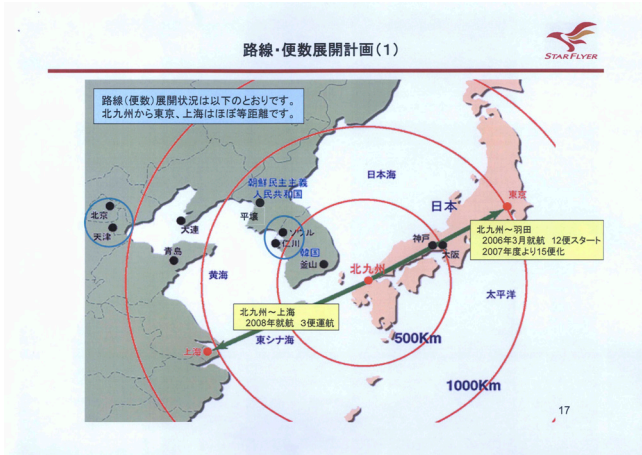 路線・便数展開計画（１）
STAR FLYER
路線（便数）展開状況は以下のとおりです。
北九州から東京、上海はほぼ等距離です。
朝鮮民主主義
人民共和国
日本海
北京
天津
大連
平壌
ソウル
仁川
韓国
日本
東京
青島
釜山
神戸
大阪
北九州～羽田
2006年3月就航 12便スタート
2007年度より15便化
黄海
北九州
太平洋
北九州～上海
2008年就航 3便運航
上海
東シナ海
500Km
1000Km
17